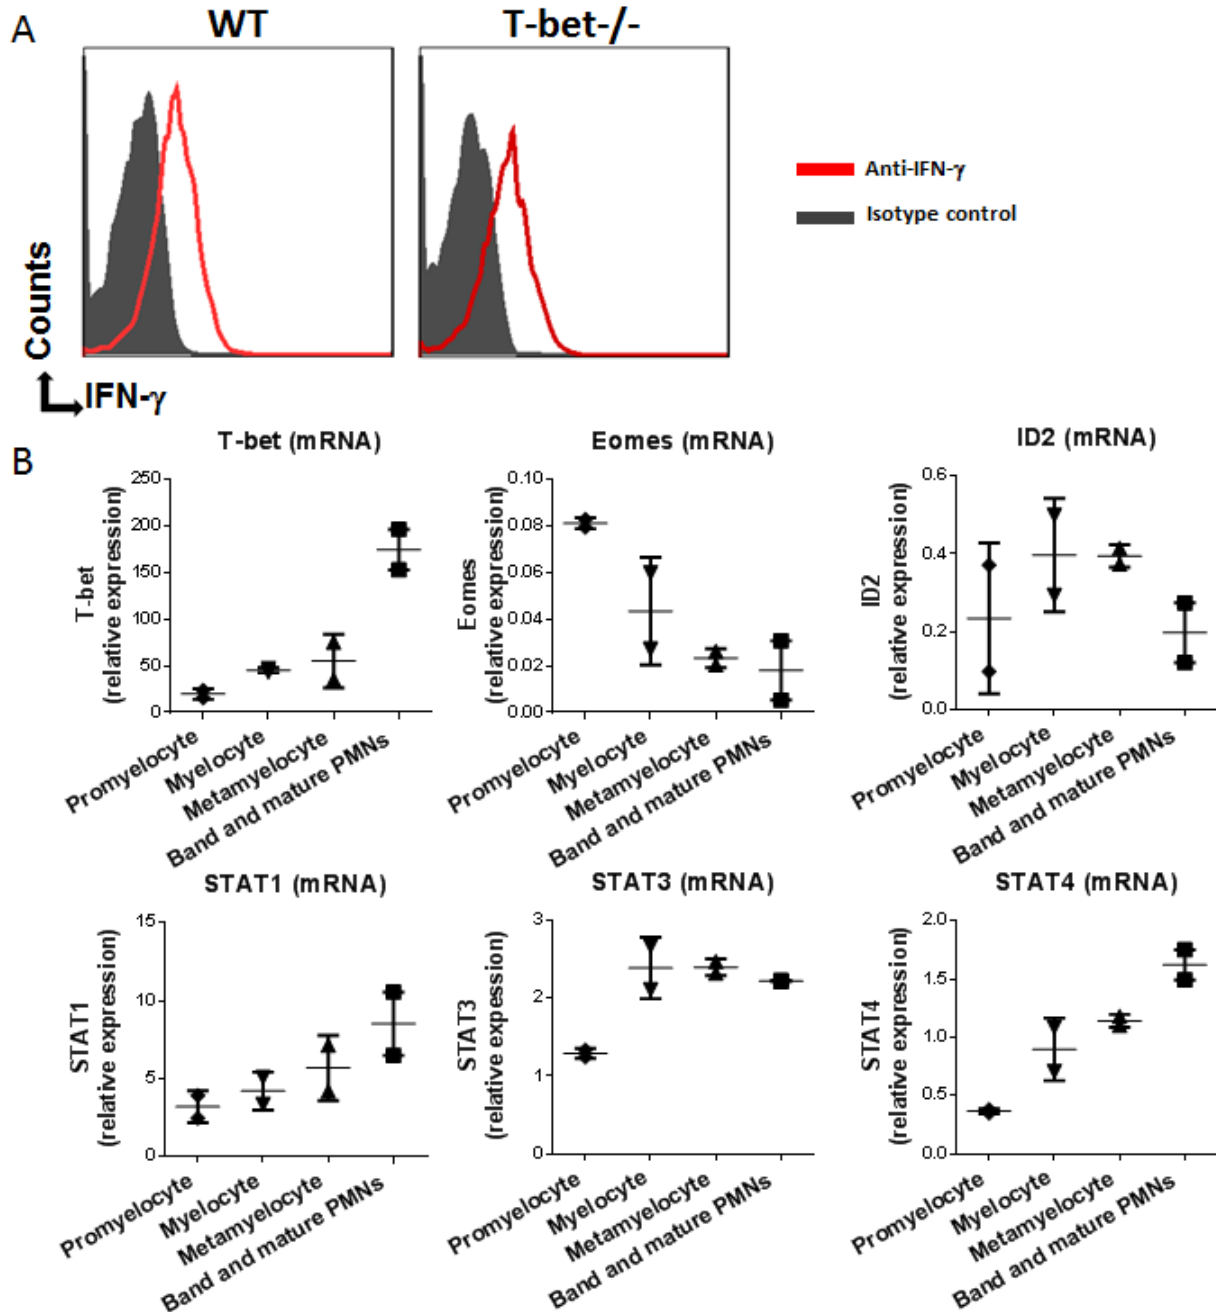 A
WT
T-bet-/-
Anti-IFN-γ
Isotype control
Counts
IFN-γ
B
T-bet (mRNA)
T-bet
(relative expression)
250
200
150
100
50
0
Promyelocyte
Myelocyte
Metamyelocyte
Band and mature PMNs
Eomes (mRNA)
Eomes
(relative expression)
0.10
0.08
0.06
0.04
0.02
0.00
Promyelocyte
Myelocyte
Metamyelocyte
Band and mature PMNs
ID2 (mRNA)
ID2
(relative expression)
0.6
0.4
0.2
0.0
Promyelocyte
Myelocyte
Metamyelocyte
Band and mature PMNs
STAT1 (mRNA)
STAT1
(relative expression)
15
10
5
0
Promyelocyte
Myelocyte
Metamyelocyte
Band and mature PMNs
STAT3 (mRNA)
STAT3
(relative expression)
3
2
1
0
Promyelocyte
Myelocyte
Metamyelocyte
Band and mature PMNs
STAT4 (mRNA)
STAT4
(relative expression)
2.0
1.5
1.0
0.5
0.0
Promyelocyte
Myelocyte
Metamyelocyte
Band and mature PMNs